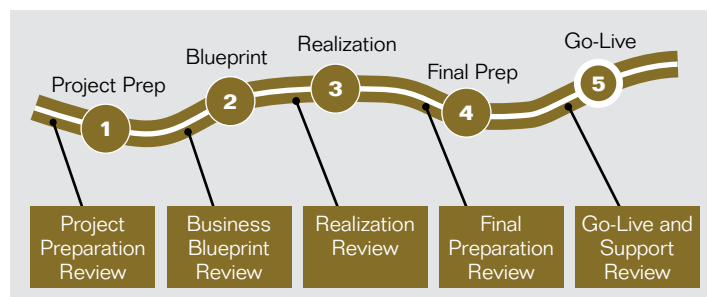 Project Prep
Blueprint
Realization
Final Prep
Go-Live
1
2
3
4
5
Project
Preparation
Review
Business
Blueprint
Review
Realization
Review
Final
Preparation
Review
Go-Live and
Support
Review